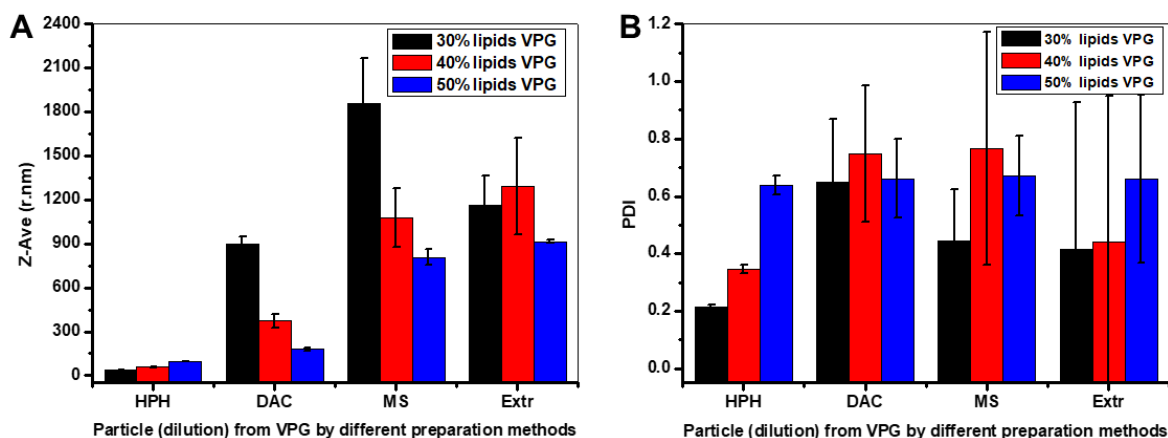 A
2400
2100
1800
1500
1200
900
600
300
0
Z-Ave (r.nm)
30% lipids VPG
40% lipids VPG
50% lipids VPG
HPH DAC MS Extr
Particle (dilution) from VPG by different preparation methods
B
1.2
1.0
0.8
0.6
0.4
0.2
0.0
PDI
30% lipids VPG
40% lipids VPG
50% lipids VPG
HPH DAC MS Extr
Particle (dilution) from VPG by different preparation methods